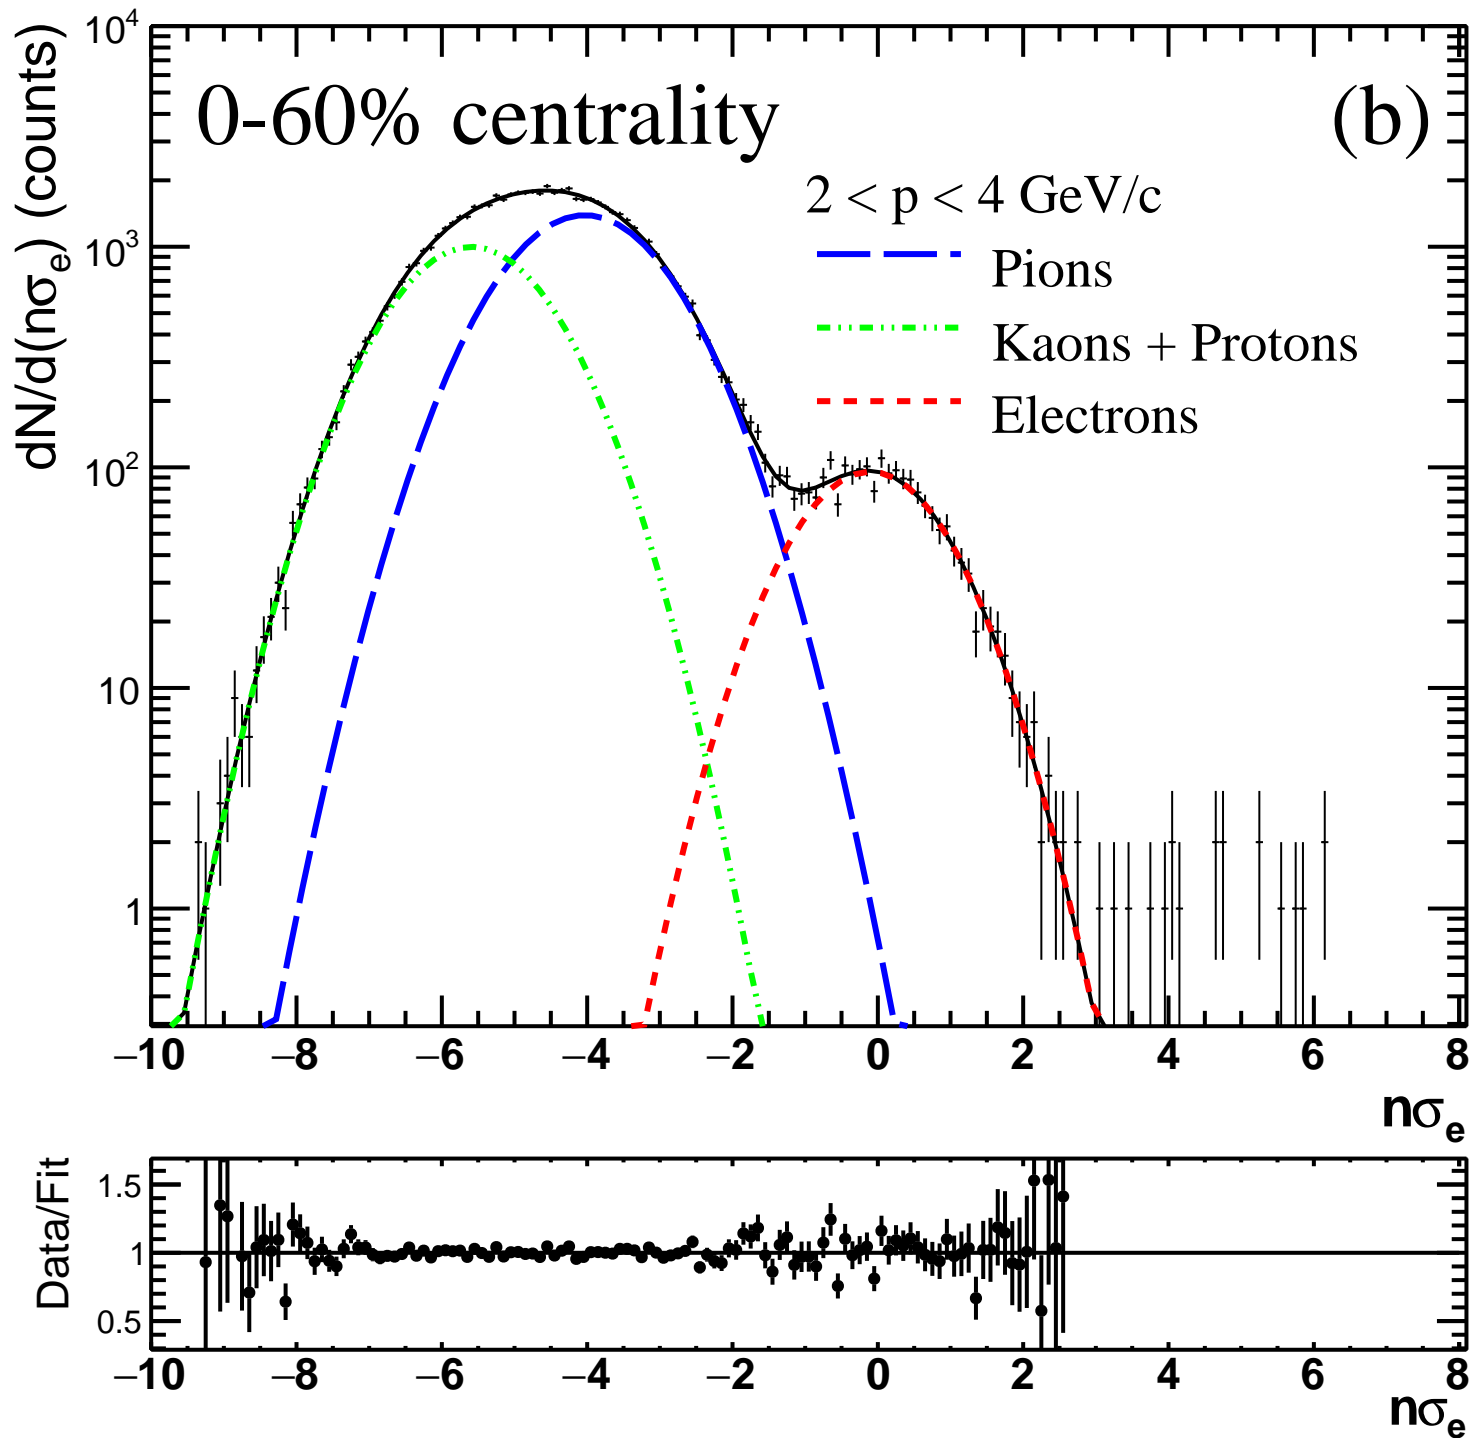 dN/d(nσe) (counts)
10^4
10^3
10^2
10
1
0-60% centrality
(b)
2 < p < 4 GeV/c
Pions
Kaons + Protons
Electrons
−10 −8 −6 −4 −2 0 2 4 6 8
nσe
Data/Fit
1.5
1
0.5
−10 −8 −6 −4 −2 0 2 4 6 8
nσe